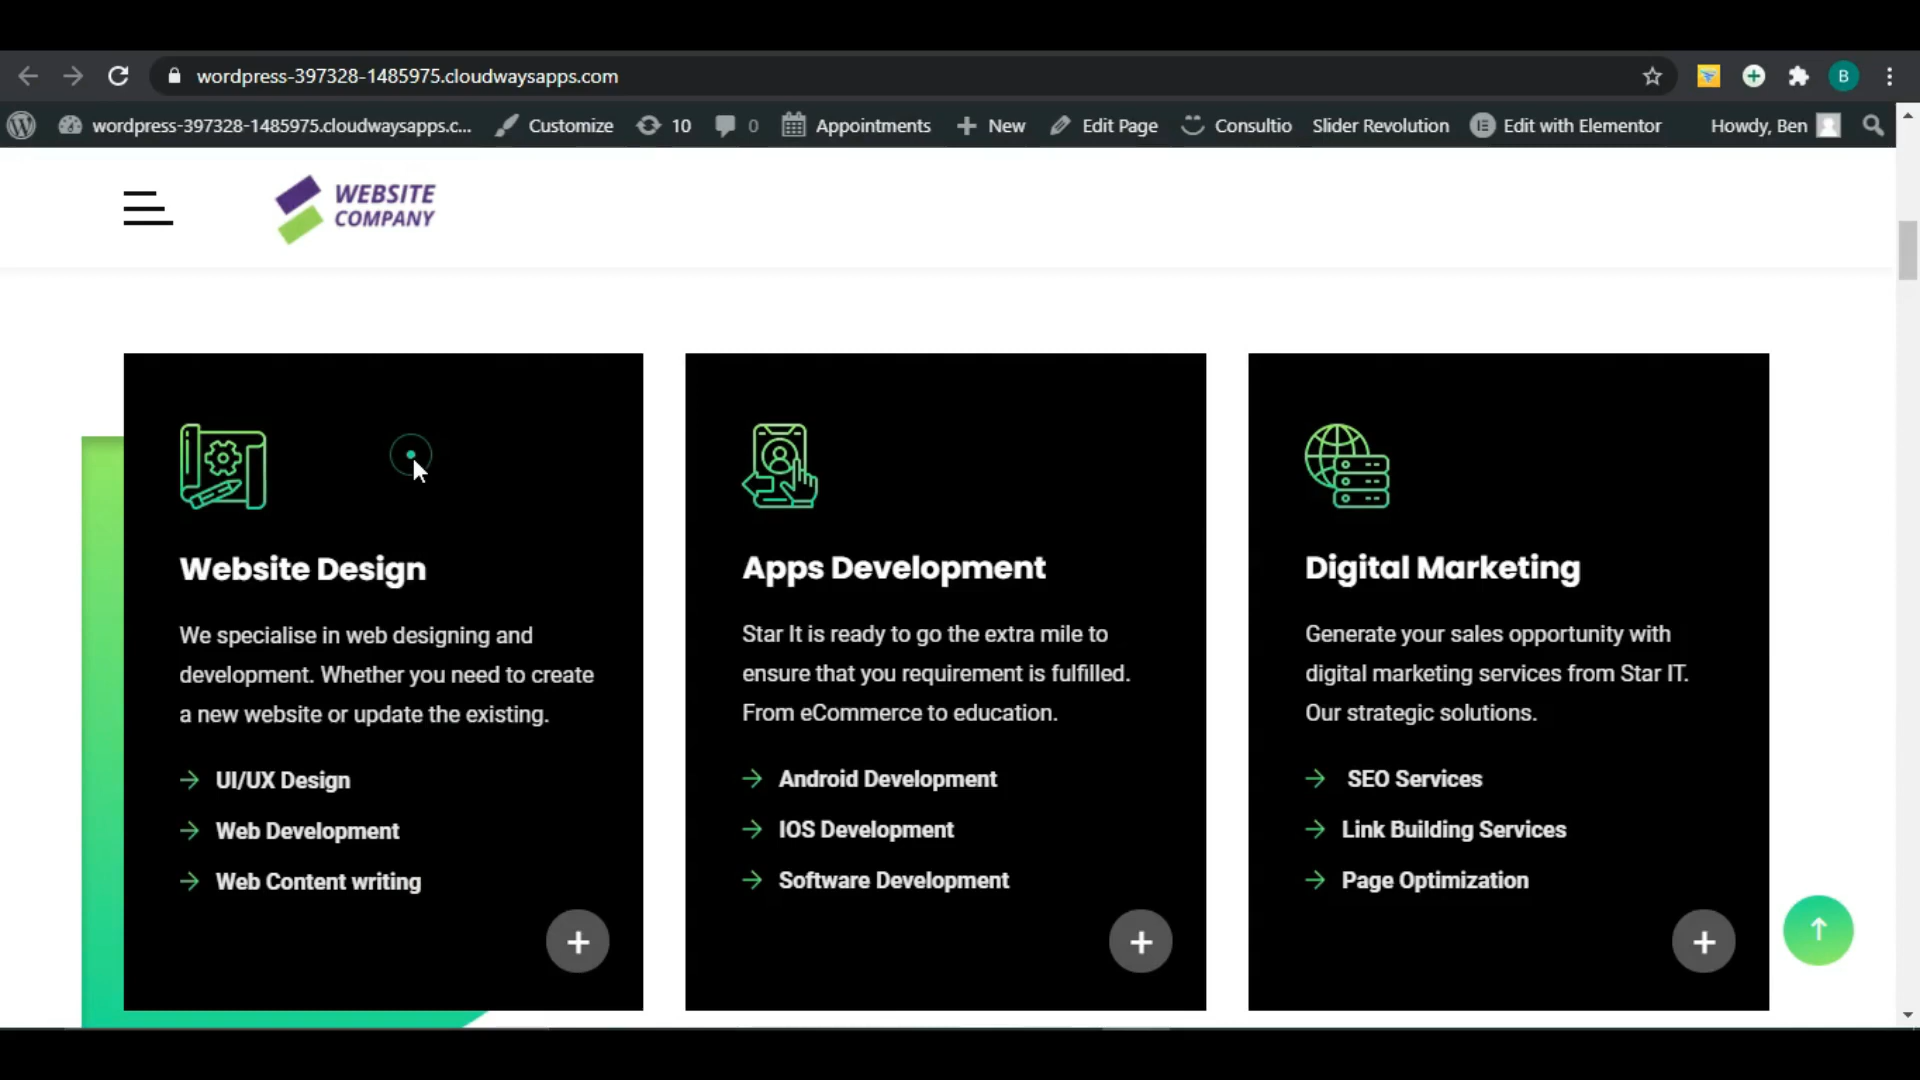 wordpress-397328-1485975.cloudwaysapps.com
B
wordpress-397328-1485975.cloudwaysapps.c... Customize 10 0 Appointments New Edit Page Consultio Slider Revolution Edit with Elementor Howdy, Ben
WEBSITE
COMPANY
Website Design
We specialise in web designing and
development. Whether you need to create
a new website or update the existing.
UI/UX Design
Web Development
Web Content writing
Apps Development
Star It is ready to go the extra mile to
ensure that you requirement is fulfilled.
From eCommerce to education.
Android Development
IOS Development
Software Development
Digital Marketing
Generate your sales opportunity with
digital marketing services from Star IT.
Our strategic solutions.
SEO Services
Link Building Services
Page Optimization